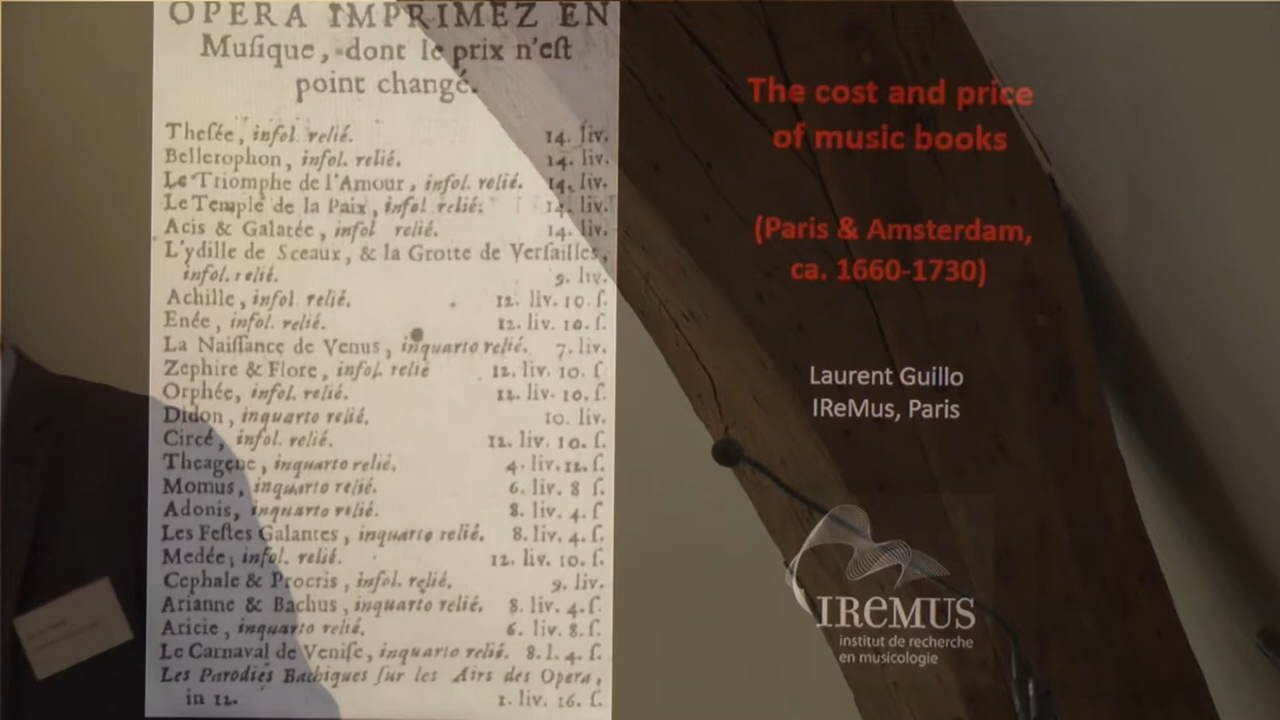 OPERA IMPRIMEZ EN
Musique, dont le prix n'est
point changé.
Thesée, infol. relié. 14. liv.
Bellerophon, infol. relié. 14. liv.
Le Triomphe de l'Amour, infol. relié. 14. liv.
Le Temple de la Paix, infol relié. 14. liv.
Acis & Galatée, infol relié. 14. liv.
L'ydille de Sceaux, & la Grotte de Versailles,
infol. relié. 9. liv.
Achille, infol. relié. 12. liv. 10. s.
Enée, infol. relié. 12. liv. 10. s.
La Naissance de Venus, inquarto relié. 7. liv.
Zephire & Flore, infol. relié 12. liv. 10. s.
Orphée, infol. relié. 12. liv. 10. s.
Didon, inquarto relié. 10. liv.
Circé, infol. relié. 12. liv. 10. s.
Theagene, inquarto relié. 4. liv. 12. s.
Momus, inquarto relié. 6. liv. 8 s.
Adonis, inquarto relié. 8. liv. 4. s.
Les Festes Galantes, inquarto relié. 8. liv. 4. s.
Medée; infol. relié. 12. liv. 10. s.
Cephale & Procris, infol. relié. 9. liv.
Arianne & Bachus, inquarto relié. 8. liv. 4. s.
Aricie, inquarto relié. 6. liv. 8. s.
Le Carnaval de Venise, inquarto relié. 8. l. 4. s.
Les Parodies Bachiques sur les Airs des Opera,
in 12. 1. liv. 16. s.
The cost and price
of music books
(Paris & Amsterdam,
ca. 1660-1730)
Laurent Guillo
IReMus, Paris
IReMUS
institut de recherche
en musicologie